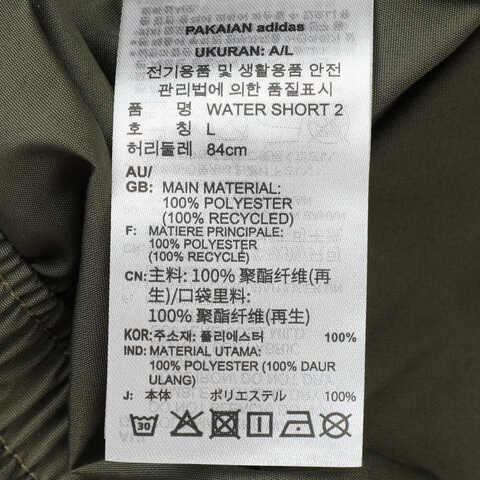 PAKAIAN adidas
UKURAN: A/L
전기용품 및 생활용품 안전
관리법에 의한 품질표시
품 명 WATER SHORT 2
호 칭 L
허리둘레 84cm
AU/
GB: MAIN MATERIAL:
100% POLYESTER
(100% RECYCLED)
F: MATIERE PRINCIPALE:
100% POLYESTER
(100% RECYCLÉ)
CN: 主料: 100% 聚酯纤维(再
生)/口袋里料:
100% 聚酯纤维(再生)
KOR: 주소재: 폴리에스터 100%
IND: MATERIAL UTAMA:
100% POLYESTER (100% DAUR
ULANG)
J: 本体 ポリエステル 100%
30